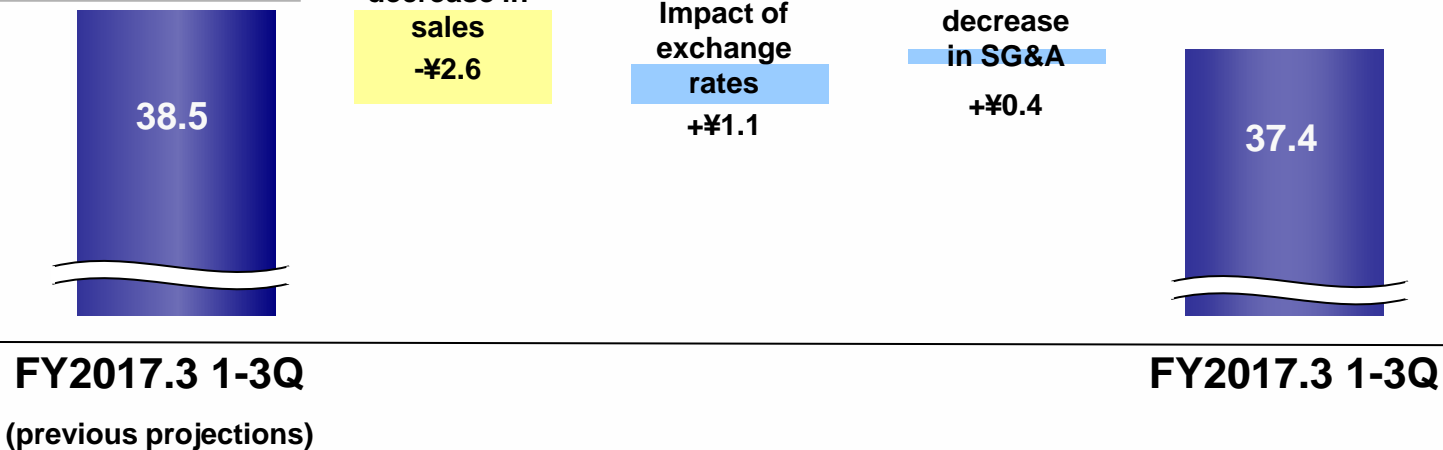 38.5
sales
-¥2.6
Impact of
exchange
rates
+¥1.1
decrease
in SG&A
+¥0.4
37.4
FY2017.3 1-3Q
(previous projections)
FY2017.3 1-3Q